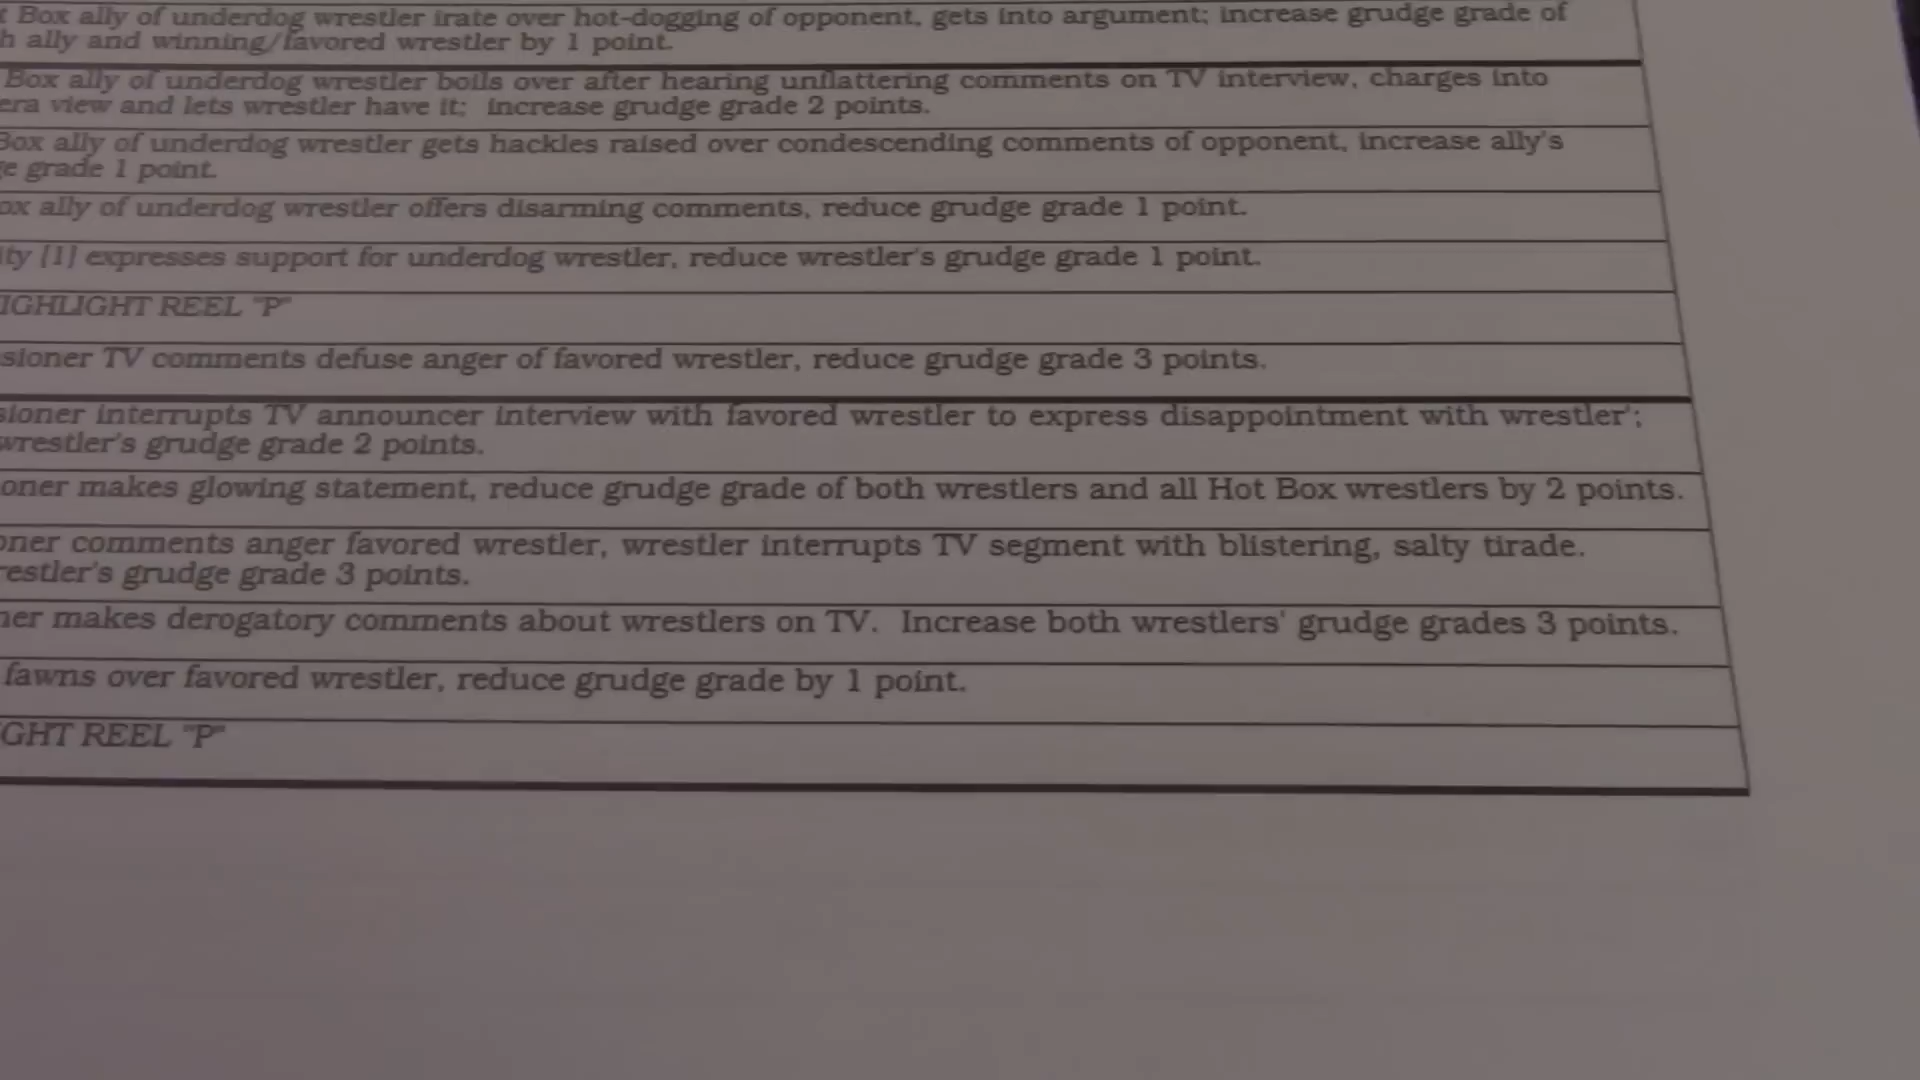 Box ally of underdog wrestler irate over hot-dogging of opponent, gets into argument; increase grudge grade of
ally and winning/favored wrestler by 1 point.
Box ally of underdog wrestler boils over after hearing unflattering comments on TV interview, charges into
era view and lets wrestler have it; increase grudge grade 2 points.
Box ally of underdog wrestler gets hackles raised over condescending comments of opponent, increase ally's
ge grade 1 point.
ox ally of underdog wrestler offers disarming comments, reduce grudge grade 1 point.
ity [1] expresses support for underdog wrestler, reduce wrestler's grudge grade 1 point.
IGHLIGHT REEL "P"
sioner TV comments defuse anger of favored wrestler, reduce grudge grade 3 points.
sioner interrupts TV announcer interview with favored wrestler to express disappointment with wrestler';
wrestler's grudge grade 2 points.
oner makes glowing statement, reduce grudge grade of both wrestlers and all Hot Box wrestlers by 2 points.
oner comments anger favored wrestler, wrestler interrupts TV segment with blistering, salty tirade.
restler's grudge grade 3 points.
ner makes derogatory comments about wrestlers on TV. Increase both wrestlers' grudge grades 3 points.
fawns over favored wrestler, reduce grudge grade by 1 point.
GHT REEL "P"